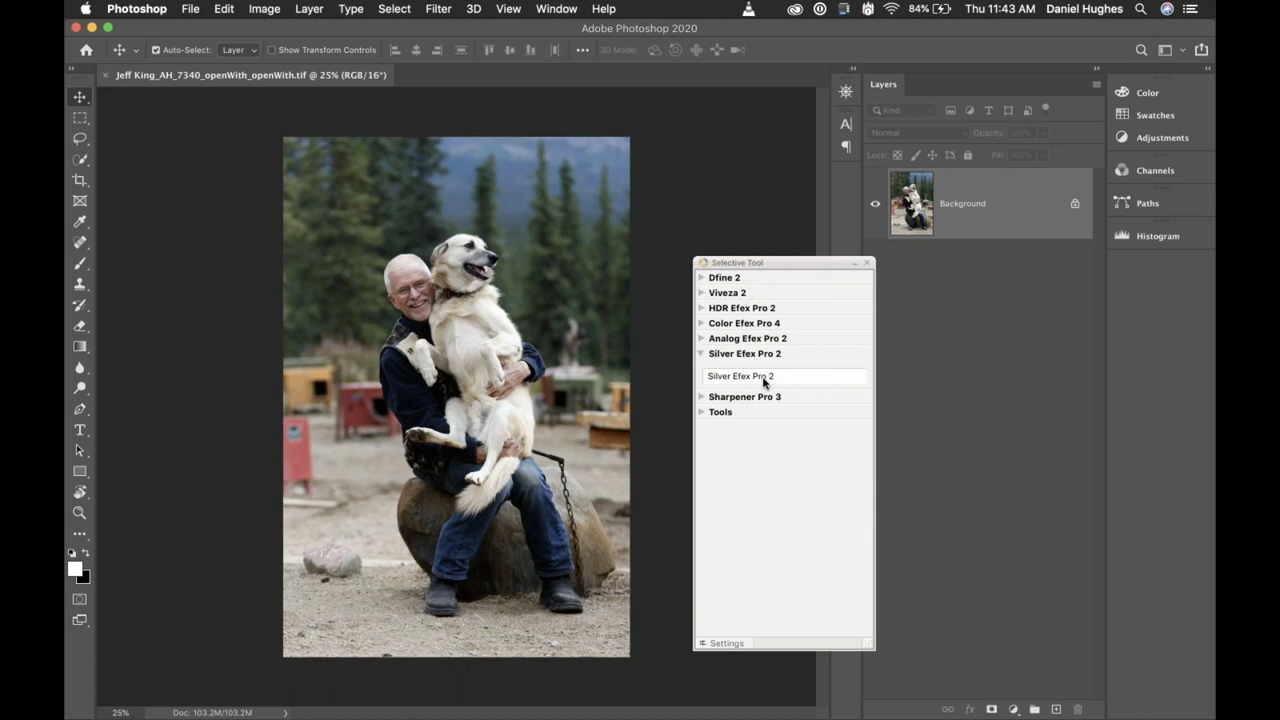 Photoshop File Edit Image Layer Type Select Filter 3D View Window Help 84% Thu 11:43 AM Daniel Hughes
Adobe Photoshop 2020
Auto-Select: Layer Show Transform Controls 3D Mode:
Jeff King_AH_7340_openWith_openWith.tif @ 25% (RGB/16*)
Layers
Kind
Normal Opacity: 100%
Lock: Fill: 100%
Background
Color
Swatches
Adjustments
Channels
Paths
Histogram
Selective Tool
Dfine 2
Viveza 2
HDR Efex Pro 2
Color Efex Pro 4
Analog Efex Pro 2
Silver Efex Pro 2
Silver Efex Pro 2
Sharpener Pro 3
Tools
Settings
25% Doc: 103.2M/103.2M